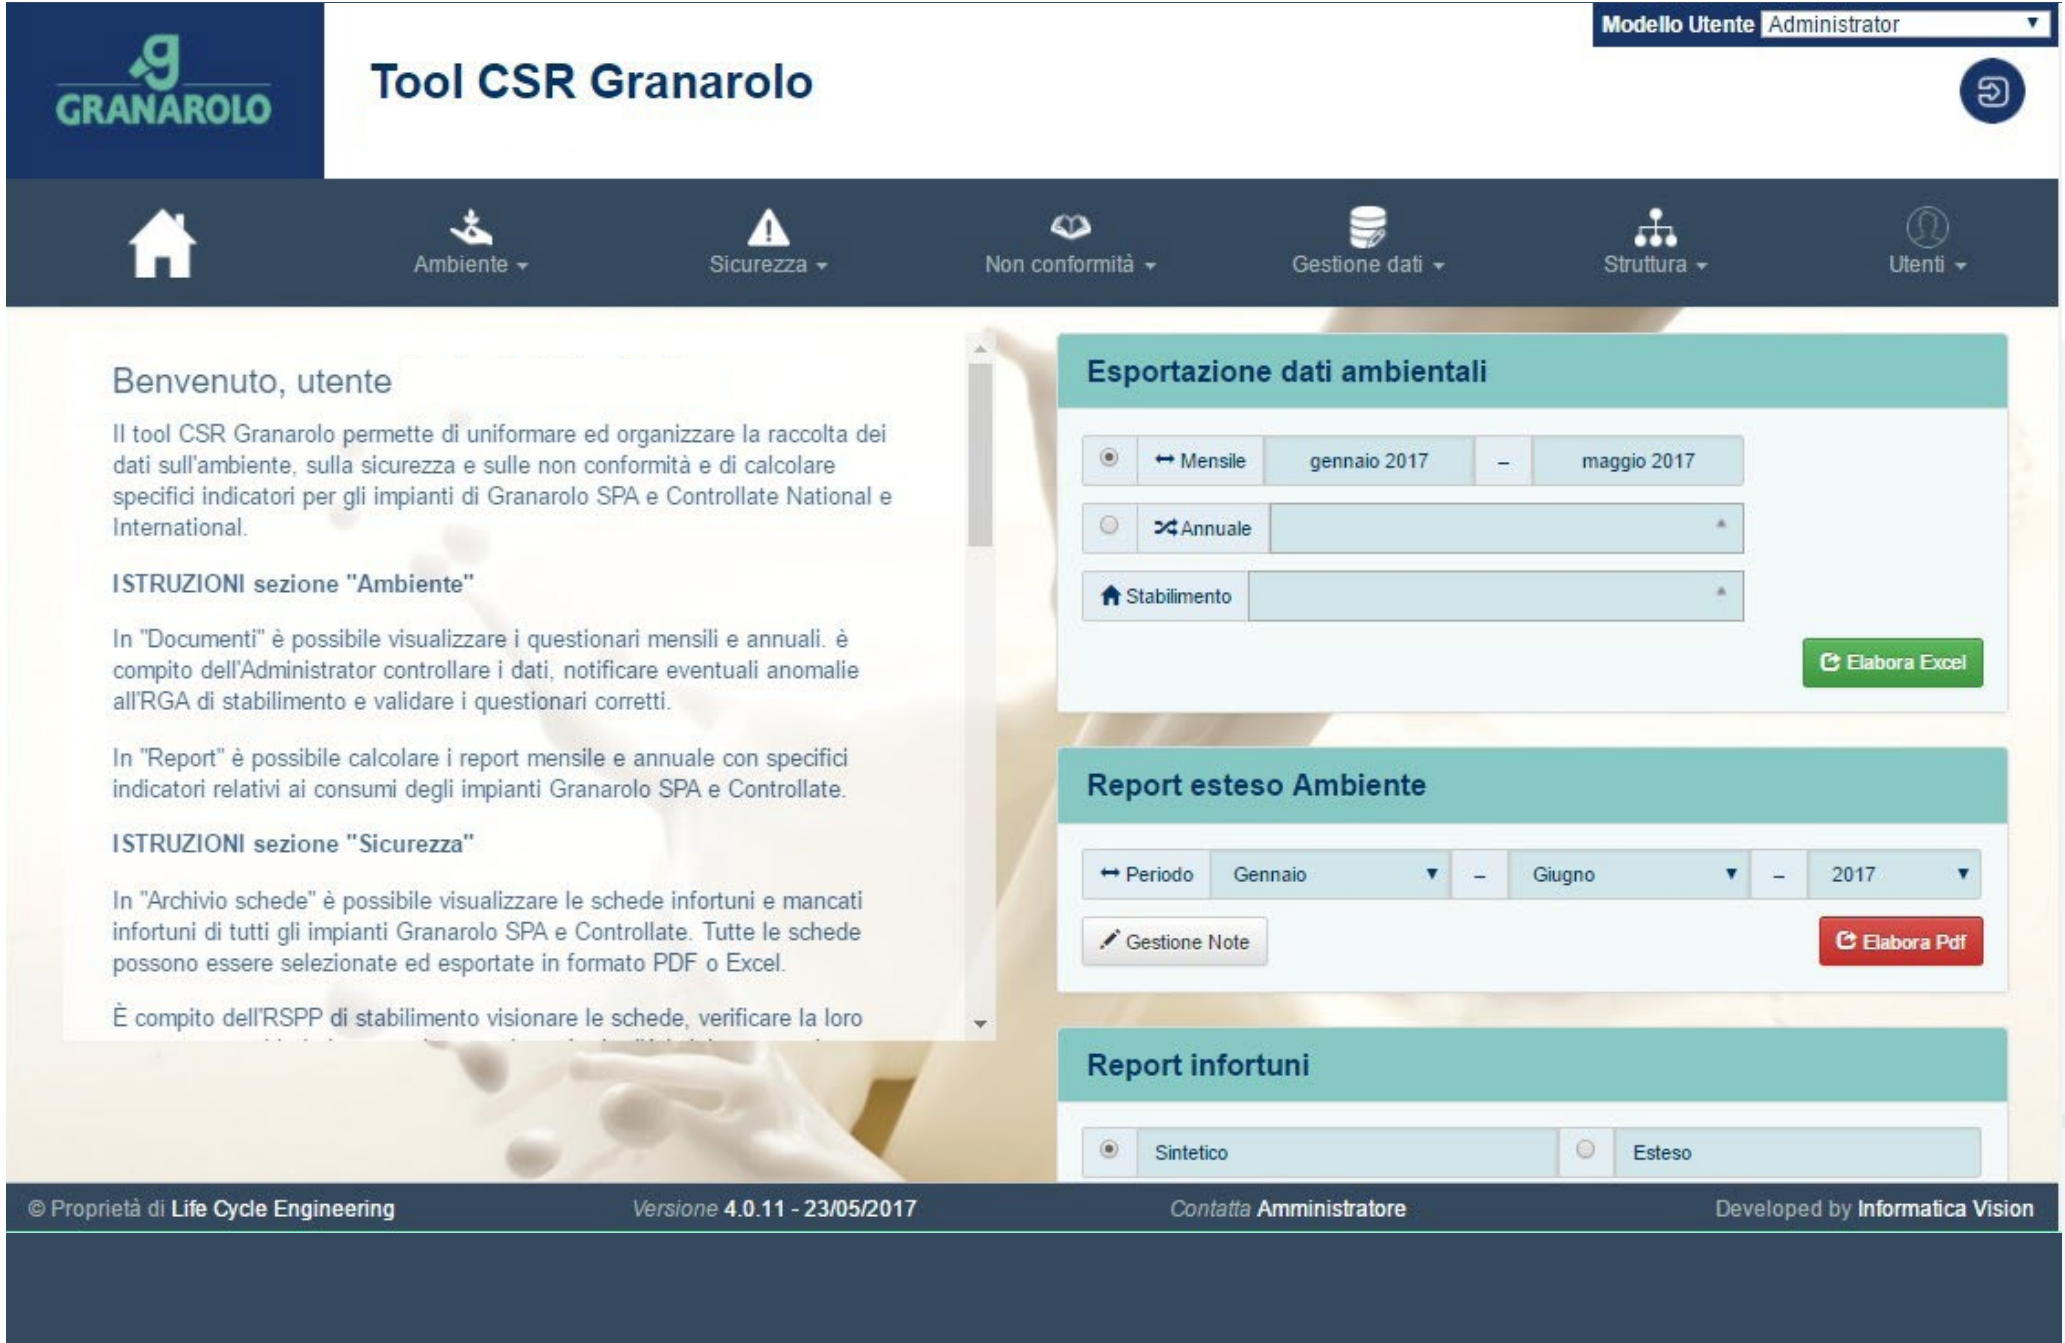 Modello Utente Administrator
g
GRANAROLO
Tool CSR Granarolo
Ambiente
Sicurezza
Non conformità
Gestione dati
Struttura
Utenti
Benvenuto, utente
Il tool CSR Granarolo permette di uniformare ed organizzare la raccolta dei
dati sull'ambiente, sulla sicurezza e sulle non conformità e di calcolare
specifici indicatori per gli impianti di Granarolo SPA e Controllate National e
International.
ISTRUZIONI sezione "Ambiente"
In "Documenti" è possibile visualizzare i questionari mensili e annuali. è
compito dell'Administrator controllare i dati, notificare eventuali anomalie
all'RGA di stabilimento e validare i questionari corretti.
In "Report" è possibile calcolare i report mensile e annuale con specifici
indicatori relativi ai consumi degli impianti Granarolo SPA e Controllate.
ISTRUZIONI sezione "Sicurezza"
In "Archivio schede" è possibile visualizzare le schede infortuni e mancati
infortuni di tutti gli impianti Granarolo SPA e Controllate. Tutte le schede
possono essere selezionate ed esportate in formato PDF o Excel.
È compito dell'RSPP di stabilimento visionare le schede, verificare la loro
Esportazione dati ambientali
Mensile gennaio 2017 – maggio 2017
Annuale
Stabilimento
Elabora Excel
Report esteso Ambiente
Periodo Gennaio – Giugno – 2017
Gestione Note
Elabora Pdf
Report infortuni
Sintetico
Esteso
© Proprietà di Life Cycle Engineering
Versione 4.0.11 - 23/05/2017
Contatta Amministratore
Developed by Informatica Vision